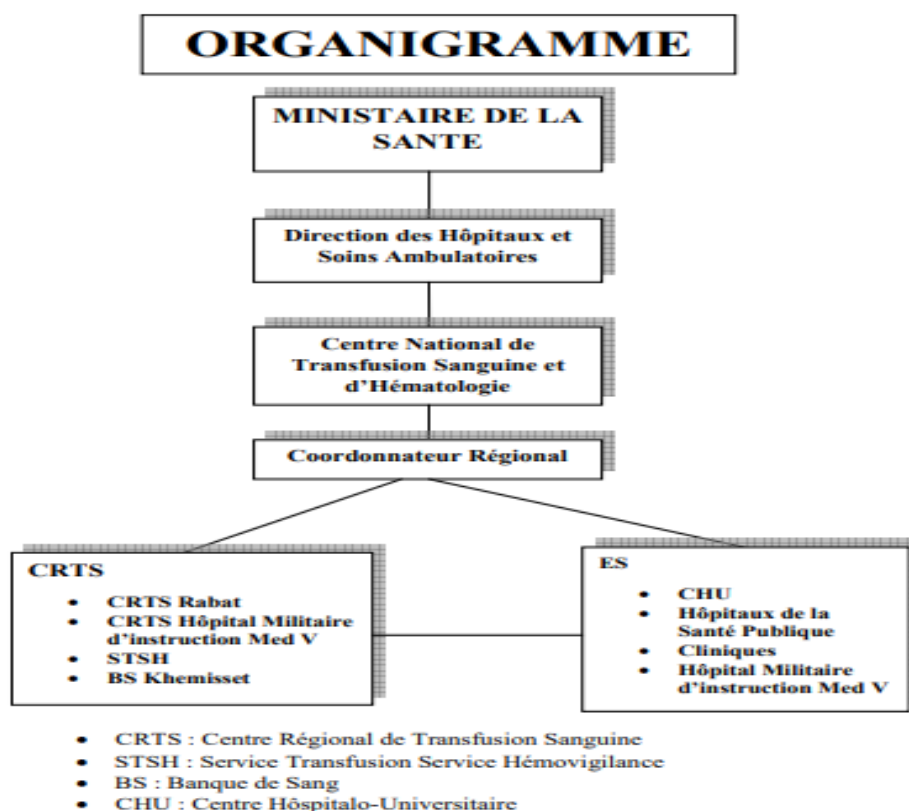 ORGANIGRAMME
MINISTAIRE DE LA
SANTE
Direction des Hôpitaux et
Soins Ambulatoires
Centre National de
Transfusion Sanguine et
d'Hématologie
Coordonnateur Régional
CRTS
• CRTS Rabat
• CRTS Hôpital Militaire
d'instruction Med V
• STSH
• BS Khemisset
ES
• CHU
• Hôpitaux de la
Santé Publique
• Cliniques
• Hôpital Militaire
d'instruction Med V
• CRTS : Centre Régional de Transfusion Sanguine
• STSH : Service Transfusion Service Hémovigilance
• BS : Banque de Sang
• CHU : Centre Hôspitalo-Universitaire